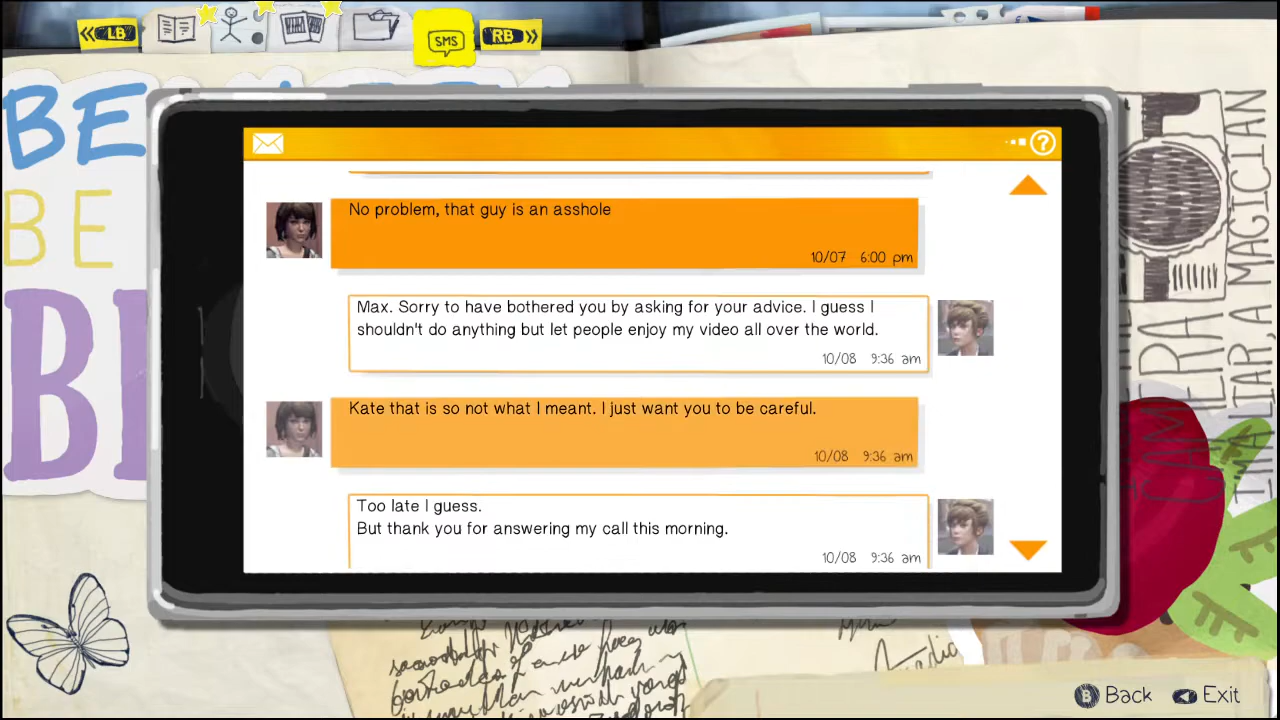 LB
SMS
RB
BE
BE
No problem, that guy is an asshole
10/07 6:00 pm
Max. Sorry to have bothered you by asking for your advice. I guess I
shouldn't do anything but let people enjoy my video all over the world.
10/08 9:36 am
Kate that is so not what I meant. I just want you to be careful.
10/08 9:36 am
Too late I guess.
But thank you for answering my call this morning.
10/08 9:36 am
CAMERA
IM A LIAR, A MAGICIAN
B Back
Exit